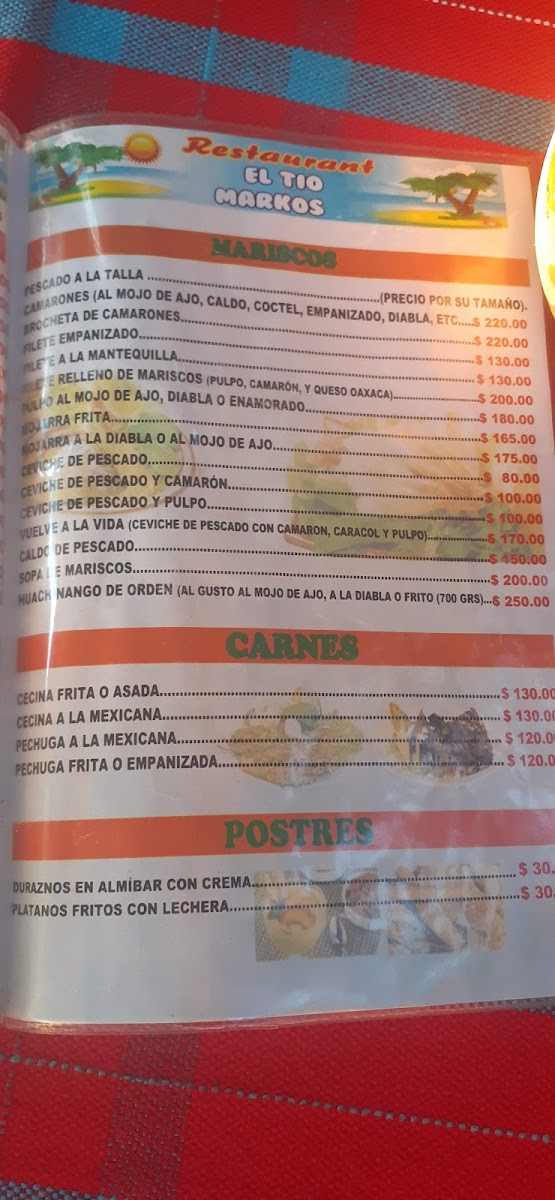 Restaurant
EL TIO
MARKOS
MARISCOS
PESCADO A LA TALLA ...(PRECIO POR SU TAMAÑO).
CAMARONES (AL MOJO DE AJO, CALDO, COCTEL, EMPANIZADO, DIABLA, ETC....$ 220.00
BROCHETA DE CAMARONES...$ 220.00
FILETE EMPANIZADO...$ 130.00
FILETE A LA MANTEQUILLA...$ 130.00
FILETE RELLENO DE MARISCOS (PULPO, CAMARÓN, Y QUESO OAXACA)...$ 200.00
PULPO AL MOJO DE AJO, DIABLA O ENAMORADO...$ 180.00
MOJARRA FRITA...$ 165.00
MOJARRA A LA DIABLA O AL MOJO DE AJO...$ 175.00
CEVICHE DE PESCADO...$ 80.00
CEVICHE DE PESCADO Y CAMARÓN...$ 100.00
CEVICHE DE PESCADO Y PULPO...$ 100.00
VUELVE A LA VIDA (CEVICHE DE PESCADO CON CAMARON, CARACOL Y PULPO)...$ 170.00
CALDO DE PESCADO...$ 150.00
SOPA DE MARISCOS...$ 200.00
HUACHINANGO DE ORDEN (AL GUSTO AL MOJO DE AJO, A LA DIABLA O FRITO (700 GRS)...$ 250.00
CARNES
CECINA FRITA O ASADA...$ 130.00
CECINA A LA MEXICANA...$ 130.0
PECHUGA A LA MEXICANA...$ 120.0
PECHUGA FRITA O EMPANIZADA...$ 120.0
POSTRES
DURAZNOS EN ALMÍBAR CON CREMA...$ 30.
PLATANOS FRITOS CON LECHERA...$ 30.